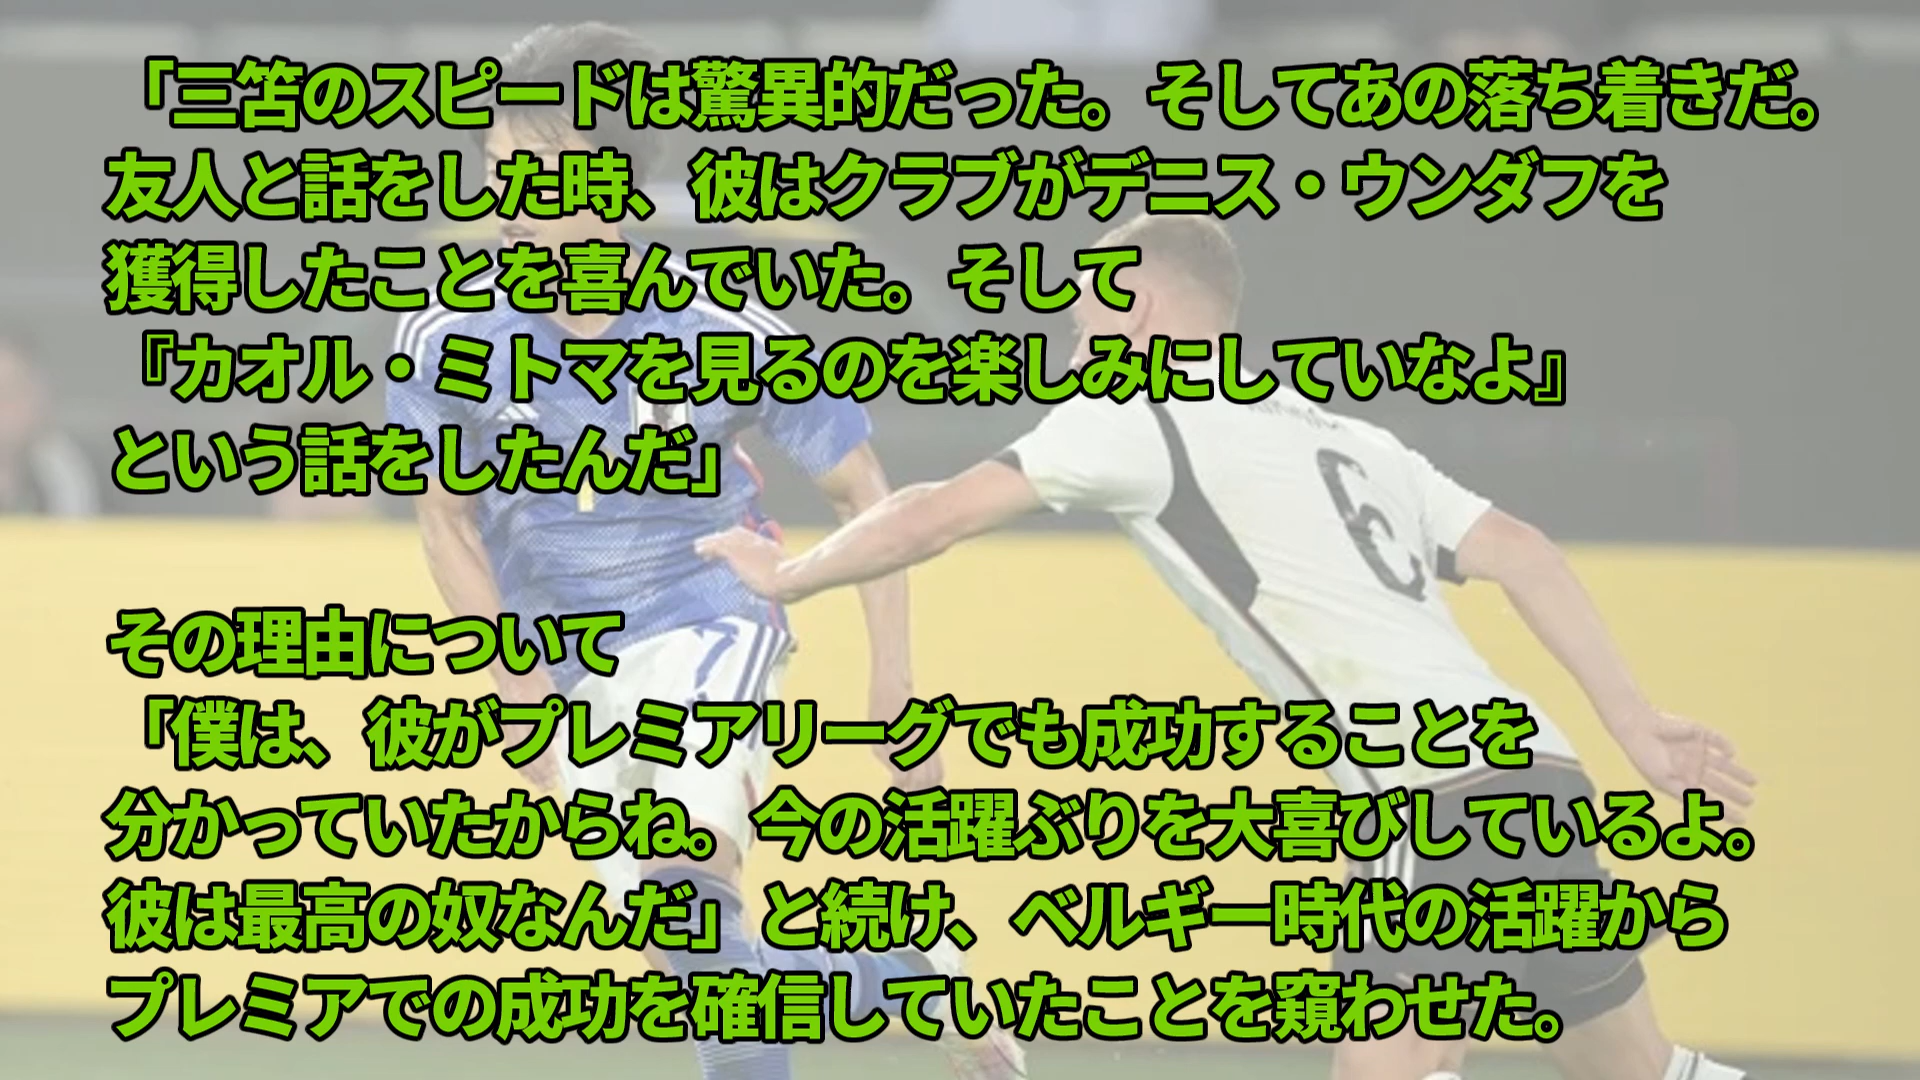 「三笘のスピードは驚異的だった。そしてあの落ち着きだ。
友人と話をした時、彼はクラブがデニス・ウンダフを
獲得したことを喜んでいた。そして
『カオル・ミトマを見るのを楽しみにしていなよ』
という話をしたんだ」
その理由について
「僕は、彼がプレミアリーグでも成功することを
分かっていたからね。今の活躍ぶりを大喜びしているよ。
彼は最高の奴なんだ」と続け、ベルギー時代の活躍から
プレミアでの成功を確信していたことを窺わせた。
7
6